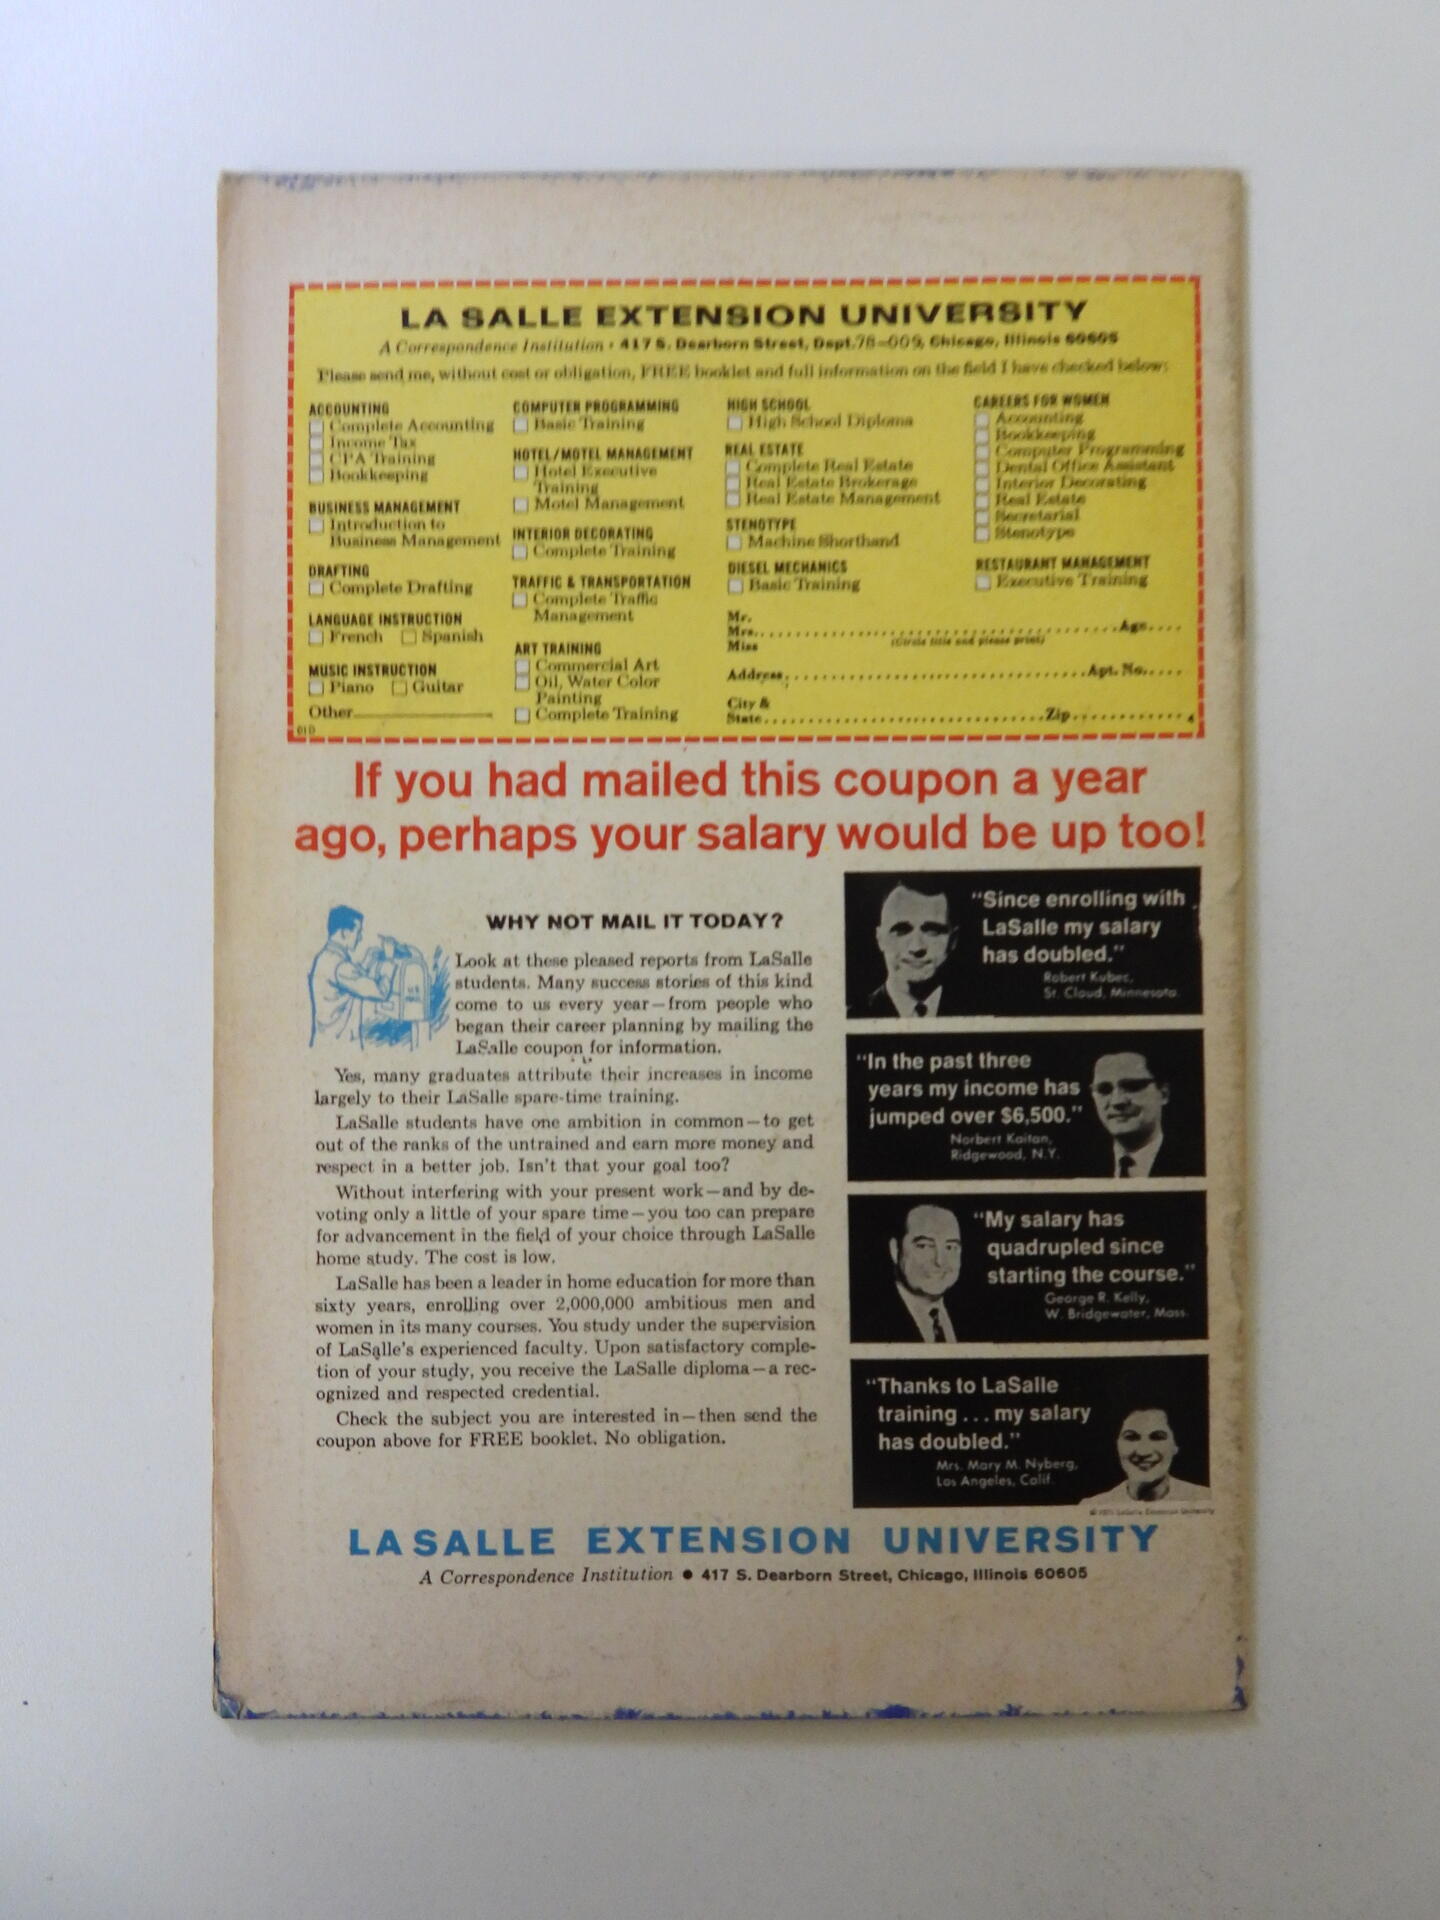 LA SALLE EXTENSION UNIVERSITY
A Correspondence Institution • 417 S. Dearborn Street, Dept. 78-009, Chicago, Illinois 60605
Please send me, without cost or obligation, FREE booklet and full information on the field I have checked below:
ACCOUNTING
Complete Accounting
Income Tax
CPA Training
Bookkeeping
BUSINESS MANAGEMENT
Introduction to
Business Management
DRAFTING
Complete Drafting
LANGUAGE INSTRUCTION
French Spanish
MUSIC INSTRUCTION
Piano Guitar
Other
COMPUTER PROGRAMMING
Basic Training
HOTEL/MOTEL MANAGEMENT
Hotel Executive
Training
Motel Management
INTERIOR DECORATING
Complete Training
TRAFFIC & TRANSPORTATION
Complete Traffic
Management
ART TRAINING
Commercial Art
Oil, Water Color
Painting
Complete Training
HIGH SCHOOL
High School Diploma
REAL ESTATE
Complete Real Estate
Real Estate Brokerage
Real Estate Management
STENOTYPE
Machine Shorthand
DIESEL MECHANICS
Basic Training
CAREERS FOR WOMEN
Accounting
Bookkeeping
Computer Programming
Dental Office Assistant
Interior Decorating
Real Estate
Secretarial
Stenotype
RESTAURANT MANAGEMENT
Executive Training
Mr.
Mrs. Age
Miss (Circle title and please print)
Address Apt. No.
City &
State Zip
If you had mailed this coupon a year
ago, perhaps your salary would be up too!
WHY NOT MAIL IT TODAY?
Look at these pleased reports from LaSalle
students. Many success stories of this kind
come to us every year—from people who
began their career planning by mailing the
LaSalle coupon for information.
Yes, many graduates attribute their increases in income
largely to their LaSalle spare-time training.
LaSalle students have one ambition in common—to get
out of the ranks of the untrained and earn more money and
respect in a better job. Isn't that your goal too?
Without interfering with your present work—and by de-
voting only a little of your spare time—you too can prepare
for advancement in the field of your choice through LaSalle
home study. The cost is low.
LaSalle has been a leader in home education for more than
sixty years, enrolling over 2,000,000 ambitious men and
women in its many courses. You study under the supervision
of LaSalle's experienced faculty. Upon satisfactory comple-
tion of your study, you receive the LaSalle diploma—a rec-
ognized and respected credential.
Check the subject you are interested in—then send the
coupon above for FREE booklet. No obligation.
"Since enrolling with
LaSalle my salary
has doubled."
Robert Kubec,
St. Cloud, Minnesota
"In the past three
years my income has
jumped over $6,500."
Norbert Kaitan,
Ridgewood, N.Y.
"My salary has
quadrupled since
starting the course."
George R. Kelly,
W. Bridgewater, Mass.
"Thanks to LaSalle
training...my salary
has doubled."
Mrs. Mary M. Nyberg,
Los Angeles, Calif.
LASALLE EXTENSION UNIVERSITY
A Correspondence Institution • 417 S. Dearborn Street, Chicago, Illinois 60605